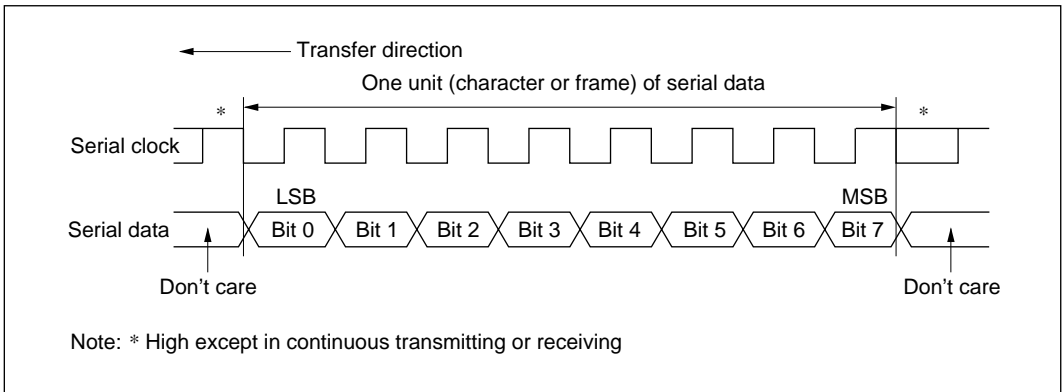 Transfer direction
One unit (character or frame) of serial data
* *
Serial clock
LSB MSB
Serial data Bit 0 Bit 1 Bit 2 Bit 3 Bit 4 Bit 5 Bit 6 Bit 7
Don't care Don't care
Note: * High except in continuous transmitting or receiving